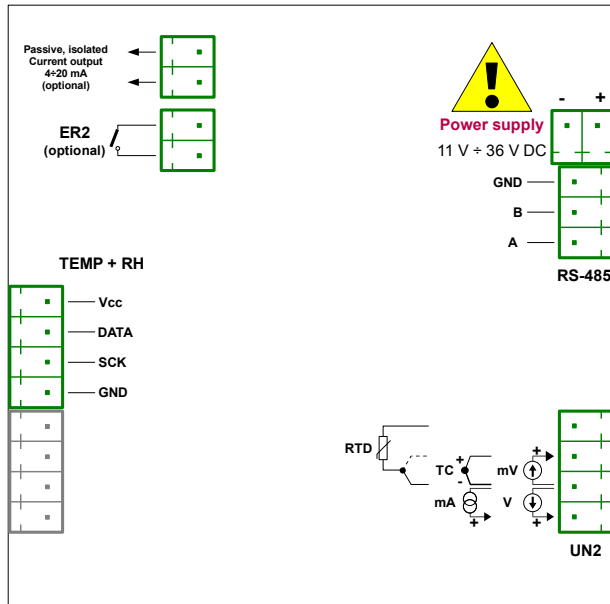 Passive, isolated
Current output
4÷20 mA
(optional)
ER2
(optional)
!
Power supply
11 V ÷ 36 V DC
- +
GND
B
A
RS-485
TEMP + RH
Vcc
DATA
SCK
GND
RTD
TC
+
-
mA
+
mV
+
V
+
UN2